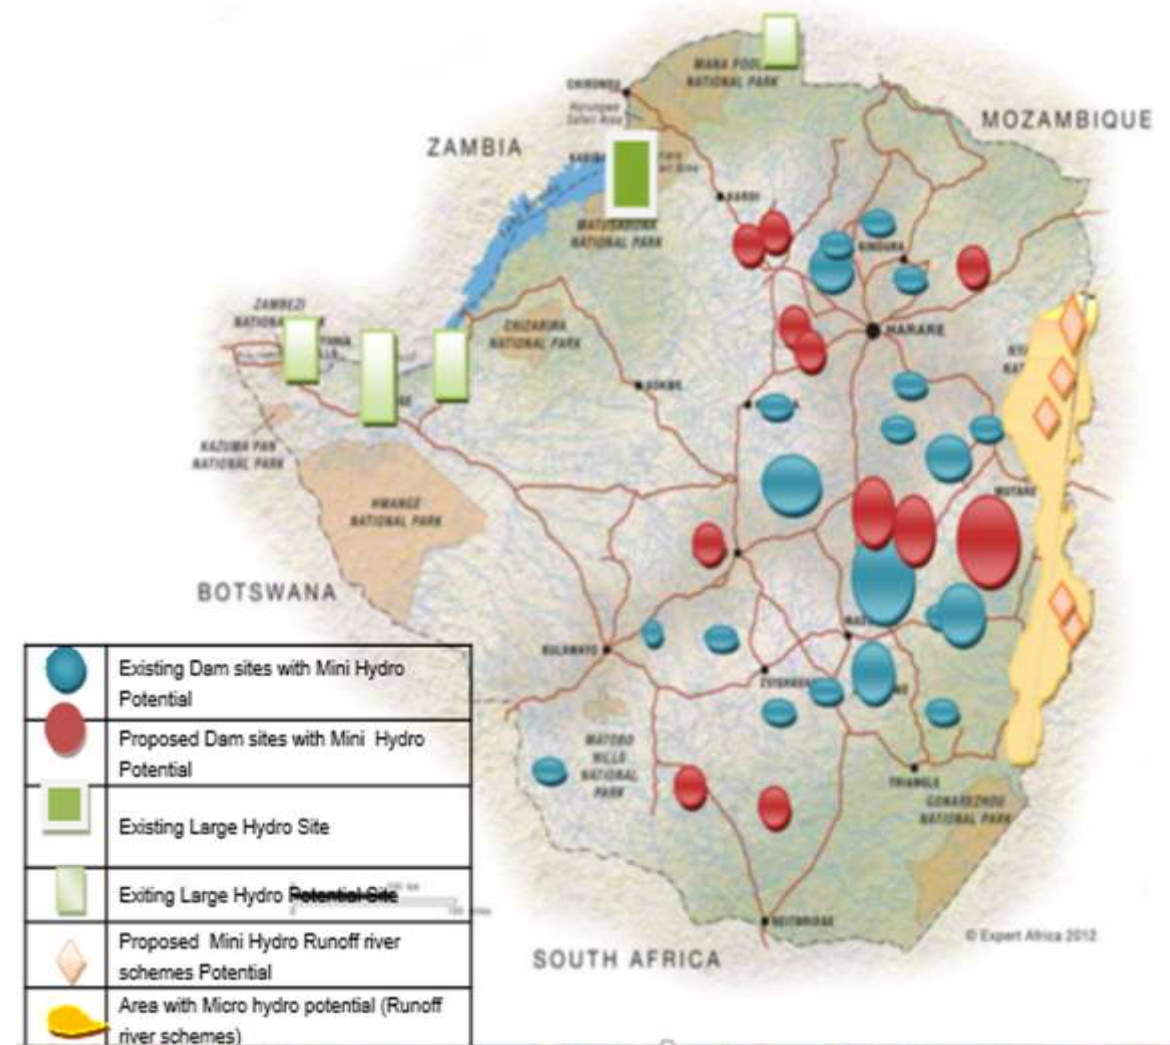 MANA POOL
NATIONAL PARK
CHIRUNDU
MOZAMBIQUE
ZAMBIA
KARIBA
MATUSADONA
NATIONAL PARK
BINDURA
HARARE
ZAMBEZI
CHIZARIRA
NATIONAL PARK
GOKWE
KAZUMA PAN
NATIONAL PARK
HWANGE
NATIONAL PARK
MUTARE
BOTSWANA
BULAWAYO
MATOBO
HILLS
NATIONAL
PARK
TRIANGLE
GONAREZHOU
NATIONAL PARK
BEITBRIDGE
© Expert Africa 2012
SOUTH AFRICA
Existing Dam sites with Mini Hydro
Potential
Proposed Dam sites with Mini Hydro
Potential
Existing Large Hydro Site
Exiting Large Hydro Potential Site
Proposed Mini Hydro Runoff river
schemes Potential
Area with Micro hydro potential (Runoff
river schemes)